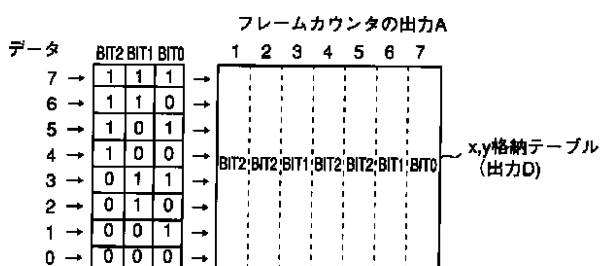 フレームカウンタの出力A
データ BIT2 BIT1 BIT0 1 2 3 4 5 6 7
7 → 1 1 1 →
6 → 1 1 0 →
5 → 1 0 1 →
4 → 1 0 0 →
BIT2 BIT2 BIT1 BIT2 BIT2 BIT1 BIT0
x,y格納テーブル
(出力D)
3 → 0 1 1 →
2 → 0 1 0 →
1 → 0 0 1 →
0 → 0 0 0 →